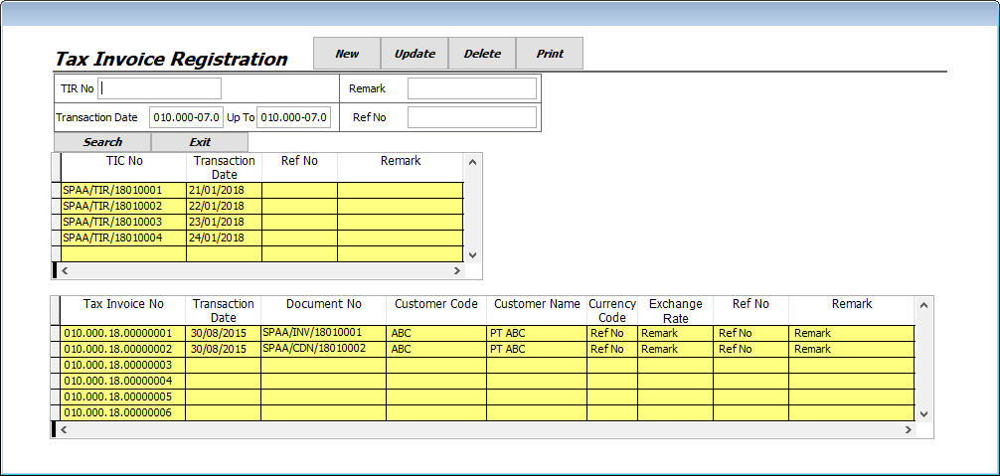 Tax Invoice Registration
New Update Delete Print
TIR No Remark
Transaction Date 010.000-07.0 Up To 010.000-07.0 Ref No
Search Exit
TIC No Transaction Date Ref No Remark
SPAA/TIR/18010001 21/01/2018
SPAA/TIR/18010002 22/01/2018
SPAA/TIR/18010003 23/01/2018
SPAA/TIR/18010004 24/01/2018
Tax Invoice No Transaction Date Document No Customer Code Customer Name Currency Code Exchange Rate Ref No Remark
010.000.18.00000001 30/08/2015 SPAA/INV/18010001 ABC PT ABC Ref No Remark Ref No Remark
010.000.18.00000002 30/08/2015 SPAA/CDN/18010002 ABC PT ABC Ref No Remark Ref No Remark
010.000.18.00000003
010.000.18.00000004
010.000.18.00000005
010.000.18.00000006